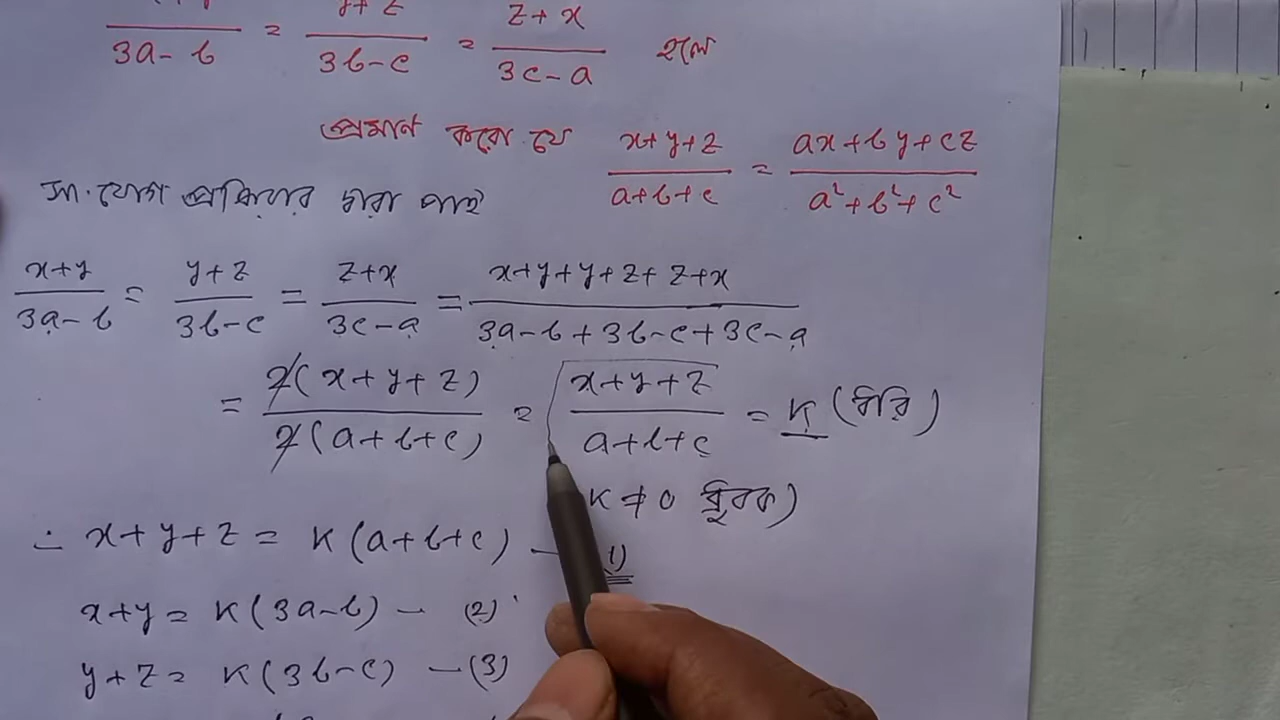 x+y/3a-b = y+z/3b-c = z+x/3c-a হলে
প্রমাণ করো যে x+y+z/a+b+c = ax+by+cz/a²+b²+c²
প্রক্রিয়ার দ্বারা পাই
x+y/3a-b = y+z/3b-c = z+x/3c-a = x+y+y+z+z+x/3a-b+3b-c+3c-a
= 2(x+y+z)/2(a+b+c) = x+y+z/a+b+c = K (ধরি)
K ≠ 0 ধ্রুবক)
∴ x+y+z = K(a+b+c) — (1)
x+y = K(3a-b) — (2)
y+z = K(3b-c) — (3)